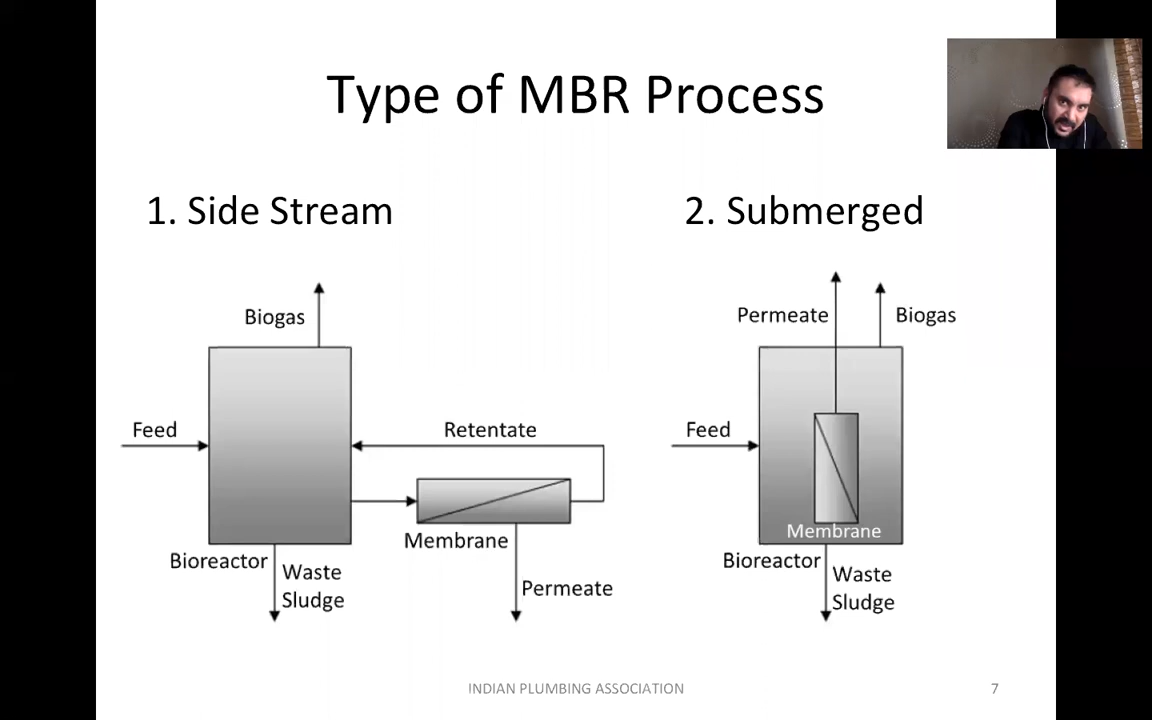 Type of MBR Process
1. Side Stream
Biogas
Feed
Retentate
Membrane
Bioreactor
Waste
Sludge
Permeate
2. Submerged
Permeate
Biogas
Feed
Membrane
Bioreactor
Waste
Sludge
INDIAN PLUMBING ASSOCIATION
7